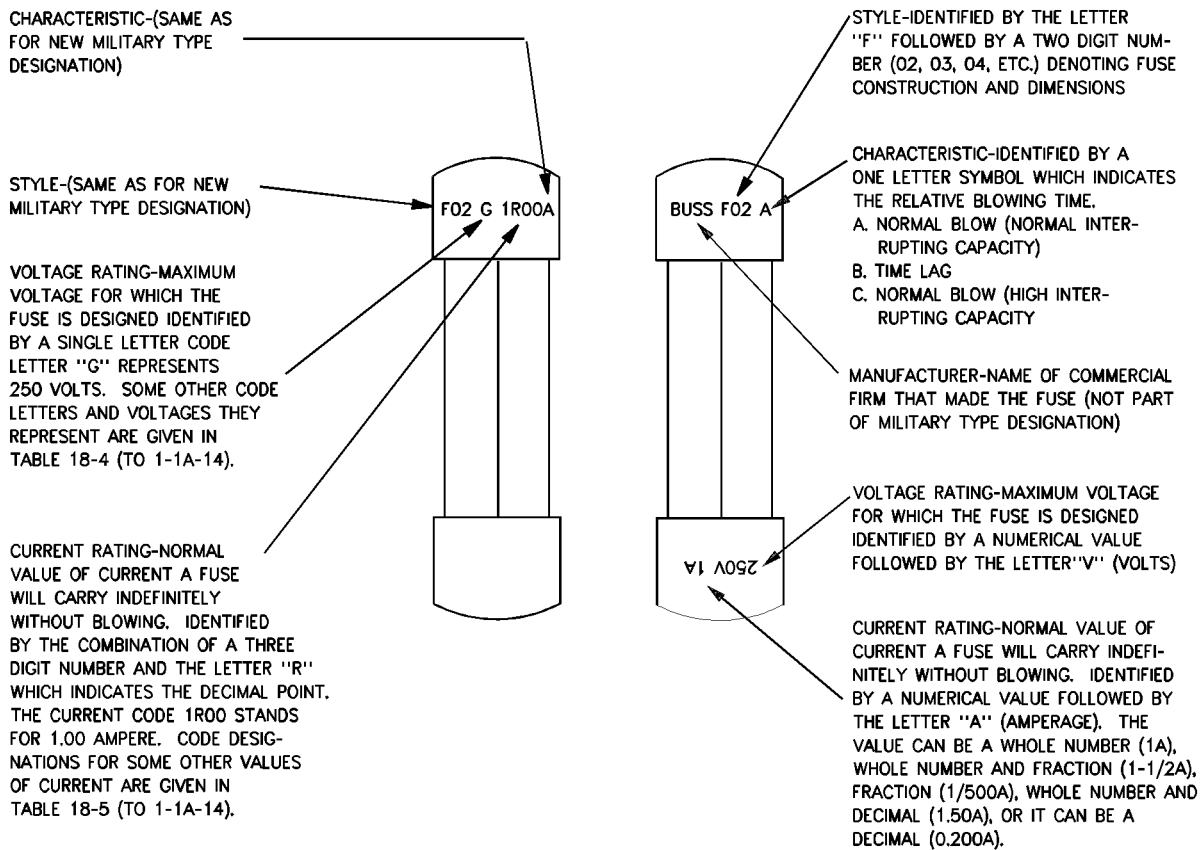 CHARACTERISTIC-(SAME AS
FOR NEW MILITARY TYPE
DESIGNATION)
STYLE-(SAME AS FOR NEW
MILITARY TYPE DESIGNATION)
VOLTAGE RATING-MAXIMUM
VOLTAGE FOR WHICH THE
FUSE IS DESIGNED IDENTIFIED
BY A SINGLE LETTER CODE
LETTER "G" REPRESENTS
250 VOLTS. SOME OTHER CODE
LETTERS AND VOLTAGES THEY
REPRESENT ARE GIVEN IN
TABLE 18-4 (TO 1-1A-14).
CURRENT RATING-NORMAL
VALUE OF CURRENT A FUSE
WILL CARRY INDEFINITELY
WITHOUT BLOWING. IDENTIFIED
BY THE COMBINATION OF A THREE
DIGIT NUMBER AND THE LETTER "R"
WHICH INDICATES THE DECIMAL POINT.
THE CURRENT CODE 1R00 STANDS
FOR 1.00 AMPERE. CODE DESIG-
NATIONS FOR SOME OTHER VALUES
OF CURRENT ARE GIVEN IN
TABLE 18-5 (TO 1-1A-14).
F02 G 1R00A
BUSS F02 A
250V 1A
STYLE-IDENTIFIED BY THE LETTER
"F" FOLLOWED BY A TWO DIGIT NUM-
BER (02, 03, 04, ETC.) DENOTING FUSE
CONSTRUCTION AND DIMENSIONS
CHARACTERISTIC-IDENTIFIED BY A
ONE LETTER SYMBOL WHICH INDICATES
THE RELATIVE BLOWING TIME.
A. NORMAL BLOW (NORMAL INTER-
RUPTING CAPACITY)
B. TIME LAG
C. NORMAL BLOW (HIGH INTER-
RUPTING CAPACITY
MANUFACTURER-NAME OF COMMERCIAL
FIRM THAT MADE THE FUSE (NOT PART
OF MILITARY TYPE DESIGNATION)
VOLTAGE RATING-MAXIMUM VOLTAGE
FOR WHICH THE FUSE IS DESIGNED
IDENTIFIED BY A NUMERICAL VALUE
FOLLOWED BY THE LETTER"V" (VOLTS)
CURRENT RATING-NORMAL VALUE OF
CURRENT A FUSE WILL CARRY INDEFI-
NITELY WITHOUT BLOWING. IDENTIFIED
BY A NUMERICAL VALUE FOLLOWED BY
THE LETTER "A" (AMPERAGE). THE
VALUE CAN BE A WHOLE NUMBER (1A),
WHOLE NUMBER AND FRACTION (1-1/2A),
FRACTION (1/500A), WHOLE NUMBER AND
DECIMAL (1.50A), OR IT CAN BE A
DECIMAL (0.200A).